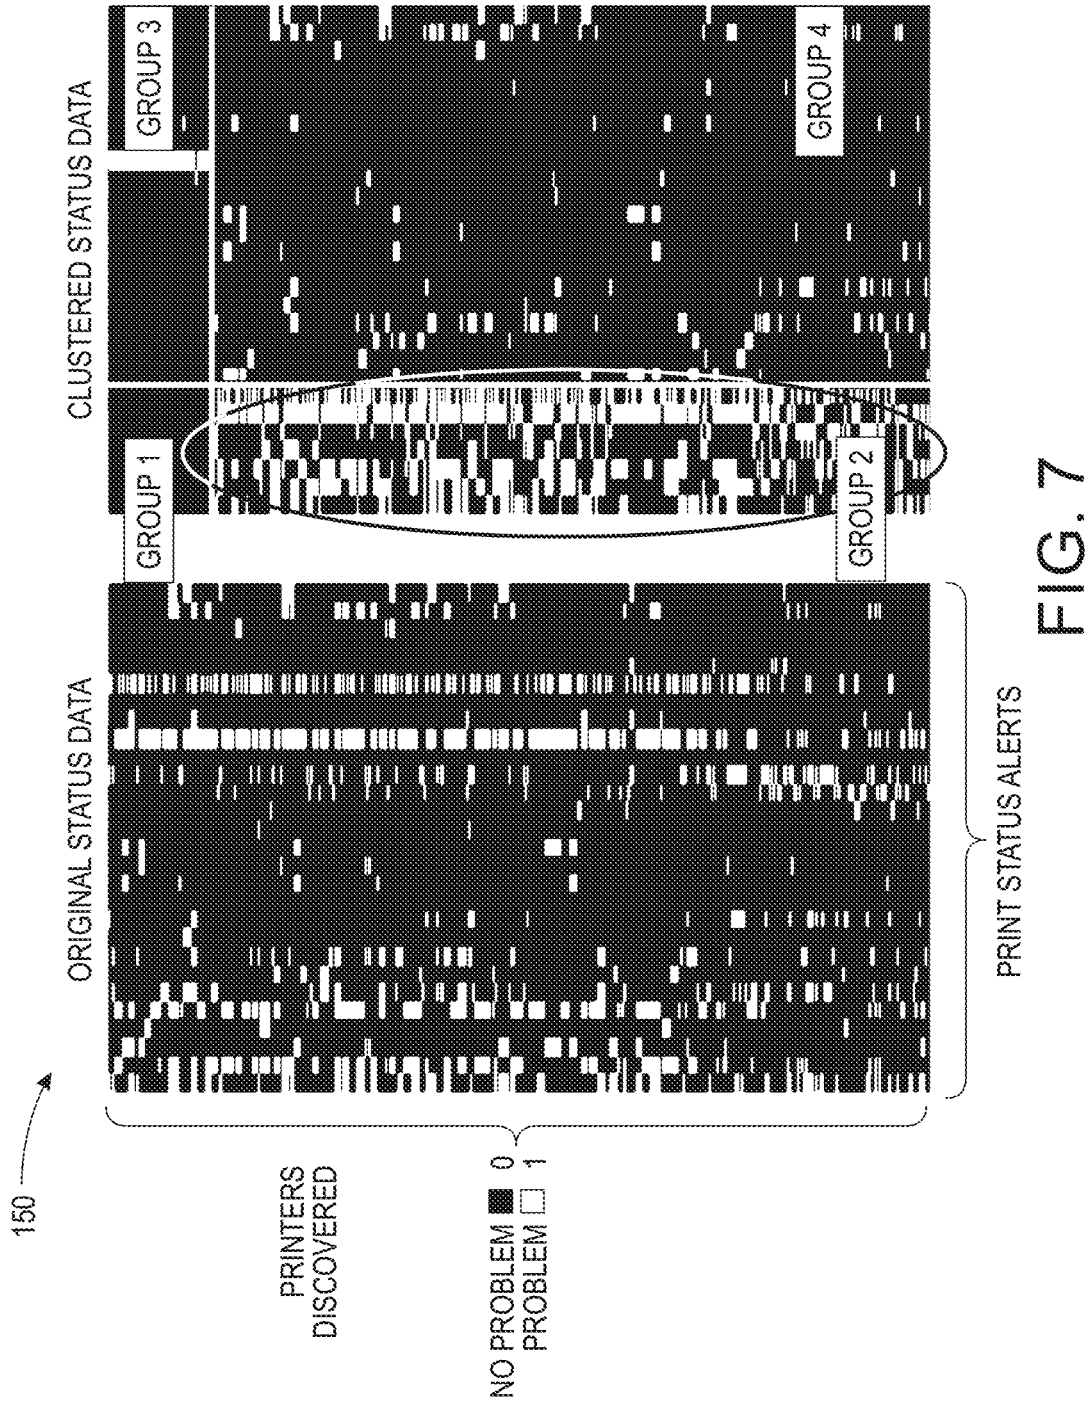 150
ORIGINAL STATUS DATA
CLUSTERED STATUS DATA
GROUP 1
GROUP 3
PRINTERS
DISCOVERED
NO PROBLEM 0
PROBLEM 1
GROUP 2
GROUP 4
PRINT STATUS ALERTS
FIG. 7